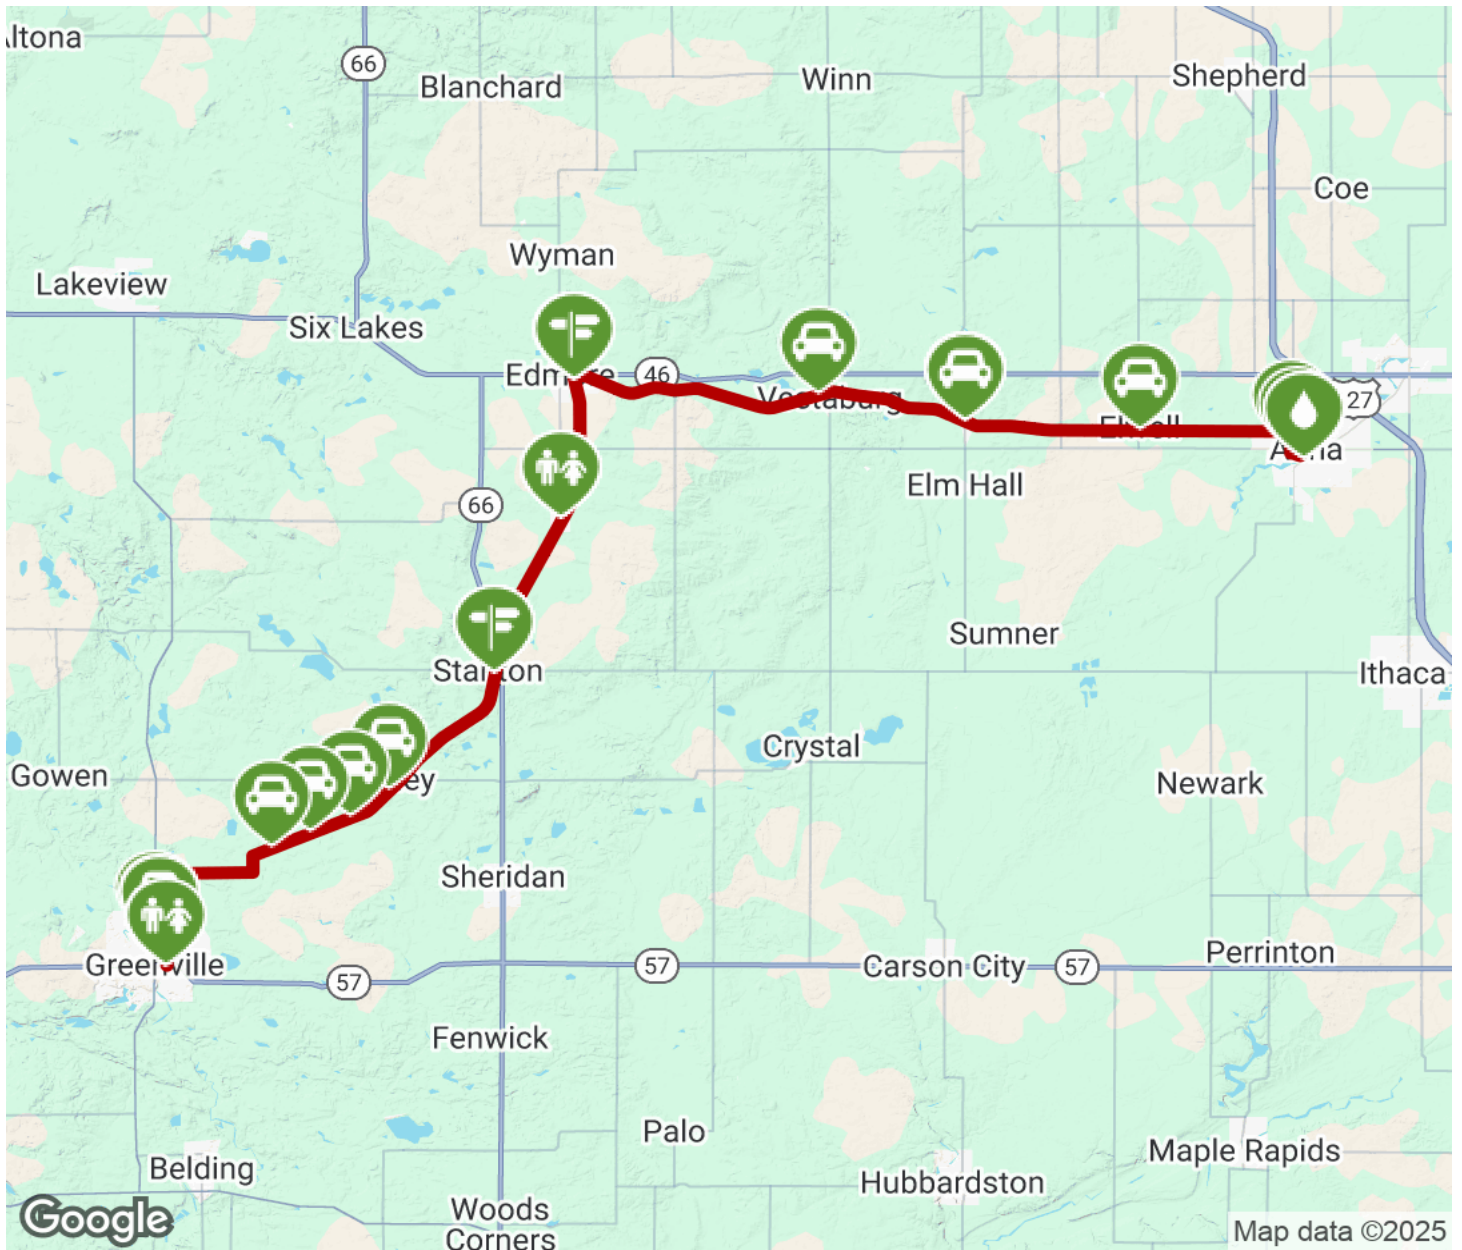 Altona
66
Blanchard
Winn
Shepherd
Coe
Wyman
Lakeview
Six Lakes
46
27
Elm Hall
66
Sumner
Ithaca
Crystal
Gowen
Newark
Sheridan
Greenville
57
57
Carson City
57
Perrinton
Fenwick
Palo
Maple Rapids
Belding
Hubbardston
Woods
Corners
Google
Map data ©2025